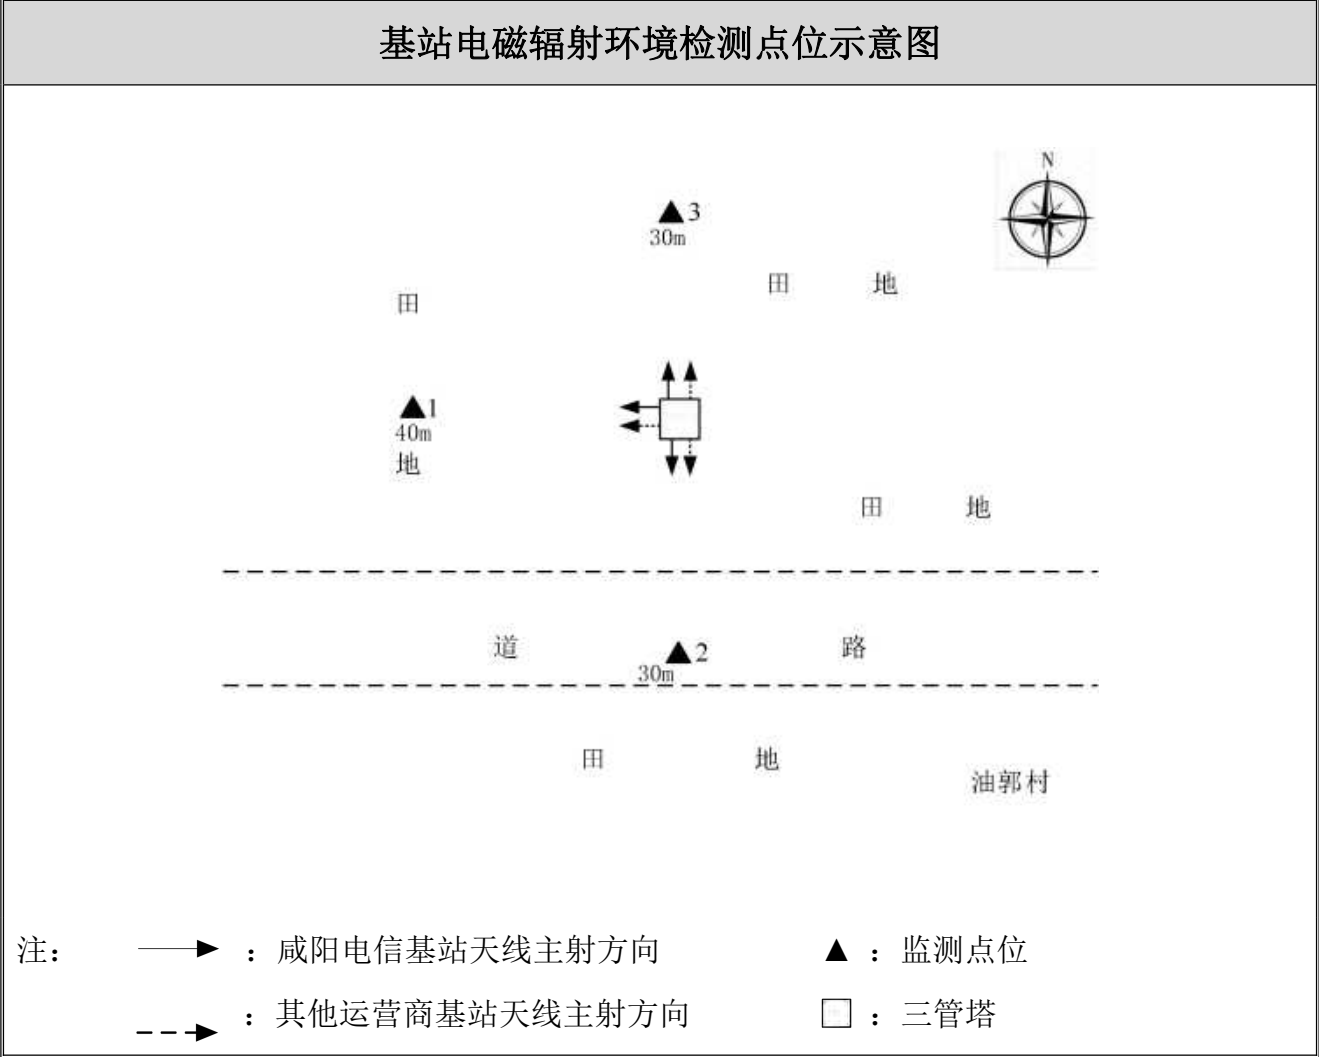 基站电磁辐射环境检测点位示意图
N
3
30m
田 地
田
1
40m
地
田 地
道 2 路
30m
田 地
油郭村
注： ：咸阳电信基站天线主射方向 ：监测点位
：其他运营商基站天线主射方向 ：三管塔